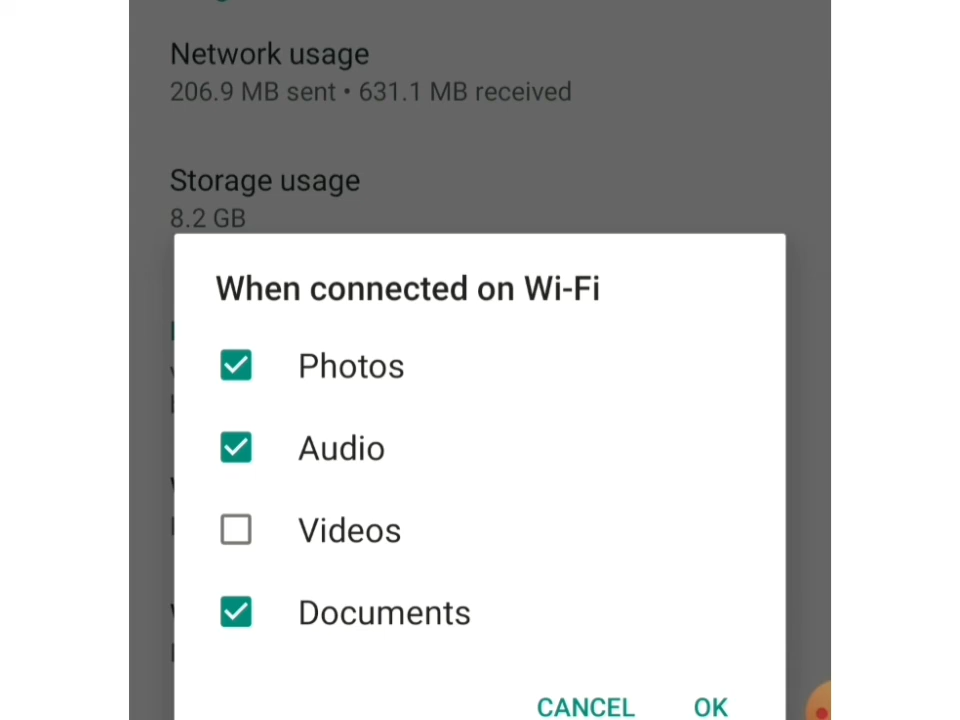 Network usage
206.9 MB sent • 631.1 MB received
Storage usage
8.2 GB
When connected on Wi-Fi
Photos
Audio
Videos
Documents
CANCEL OK